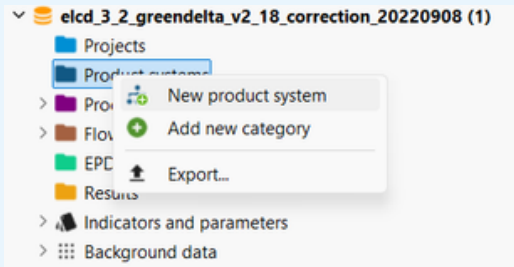 elcd_3_2_greendelta_v2_18_correction_20220908 (1)
Projects
Product systems
New product system
Add new category
EPD
Export...
Results
Indicators and parameters
Background data